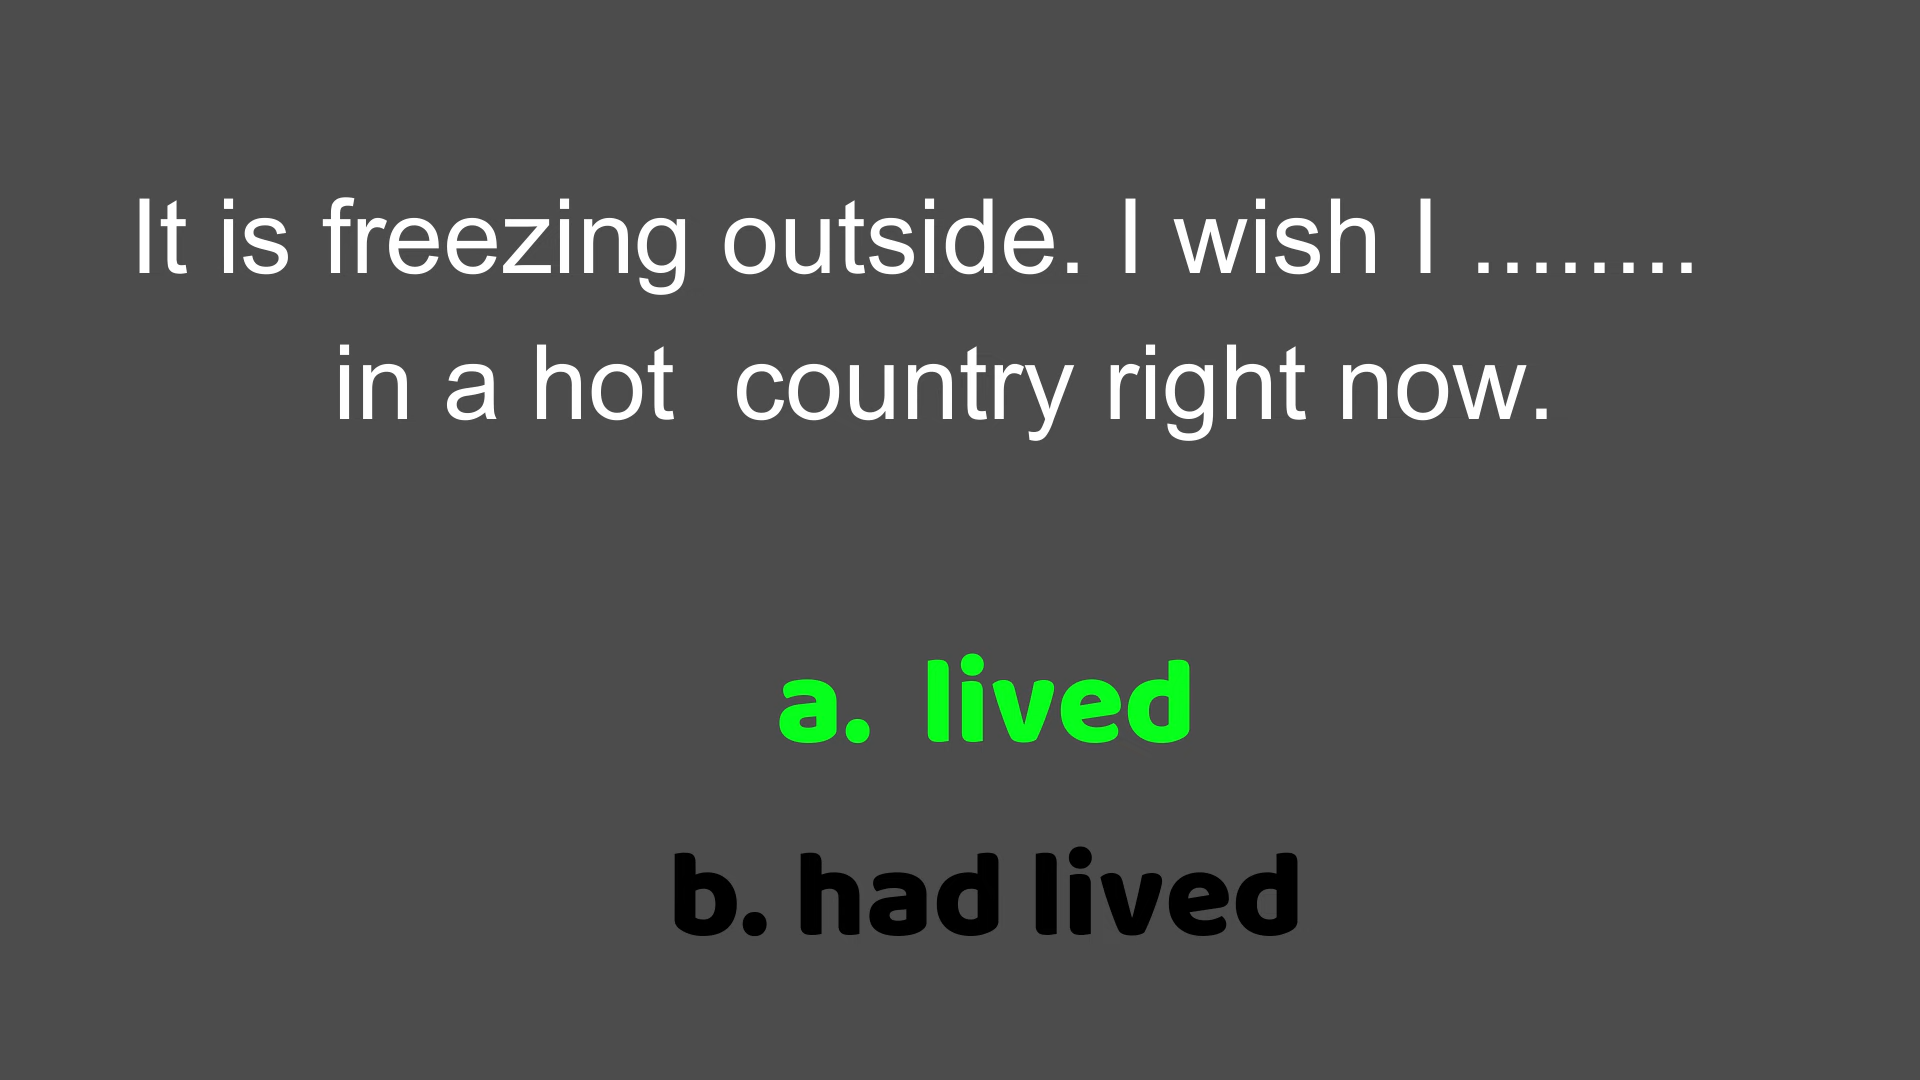 It is freezing outside. I wish I ........
in a hot  country right now.
a. lived
b. had lived